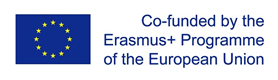 Co-funded by the
Erasmus+ Programme
of the European Union